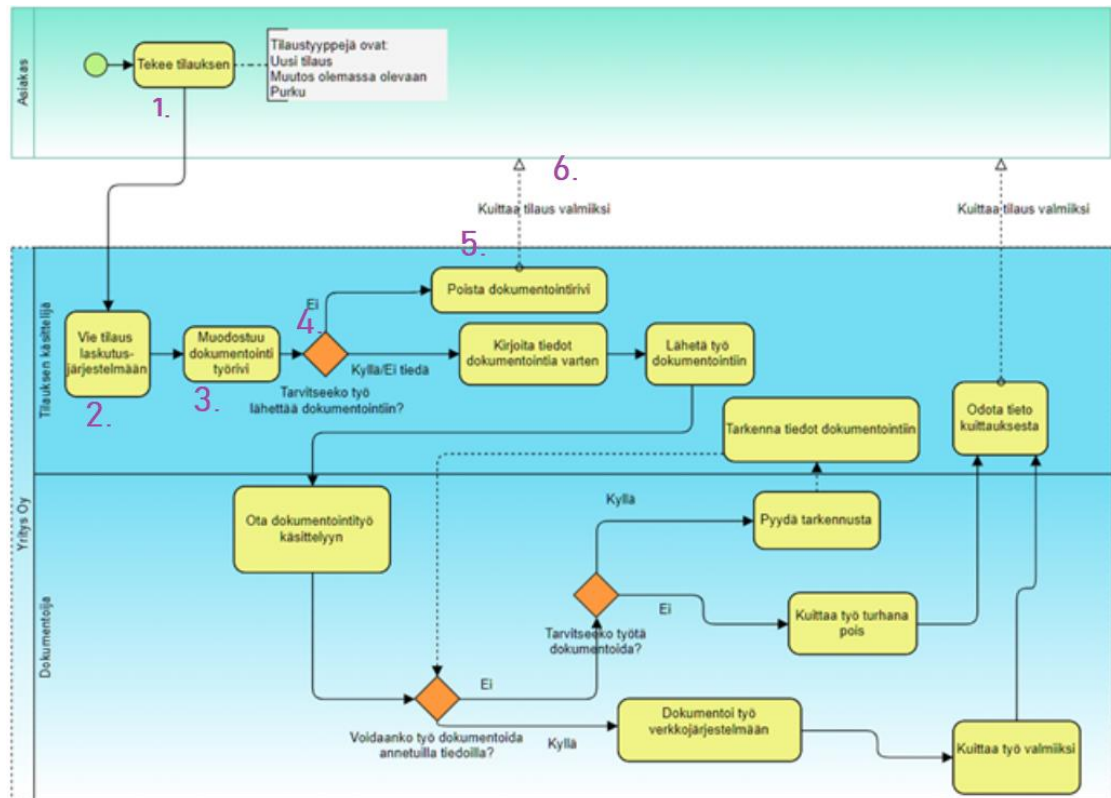 Asiakas
Tekee tilauksen
Tilaustyyppejä ovat:
Uusi tilaus
Muutos olemassa olevaan
Purku
1.
6.
Kuittaa tilaus valmiiksi
Kuittaa tilaus valmiiksi
Yritys Oy
Tilauksen käsittelijä
5.
Poista dokumentointirivi
Ei
4.
Vie tilaus
laskutus-
järjestelmään
2.
Muodostuu
dokumentointi
työrivi
3.
Tarvitseeko työ
lähettää dokumentointiin?
Kyllä/Ei tiedä
Kirjoita tiedot
dokumentointia varten
Lähetä työ
dokumentointiin
Tarkenna tiedot dokumentointiin
Odota tieto
kuittauksesta
Dokumentoija
Ota dokumentointityö
käsittelyyn
Kyllä
Pyydä tarkennusta
Tarvitseeko työtä
dokumentoida?
Ei
Kuittaa työ turhana
pois
Ei
Voidaanko työ dokumentoida
annetuilla tiedoilla?
Kyllä
Dokumentoi työ
verkkojärjestelmään
Kuittaa työ valmiiksi